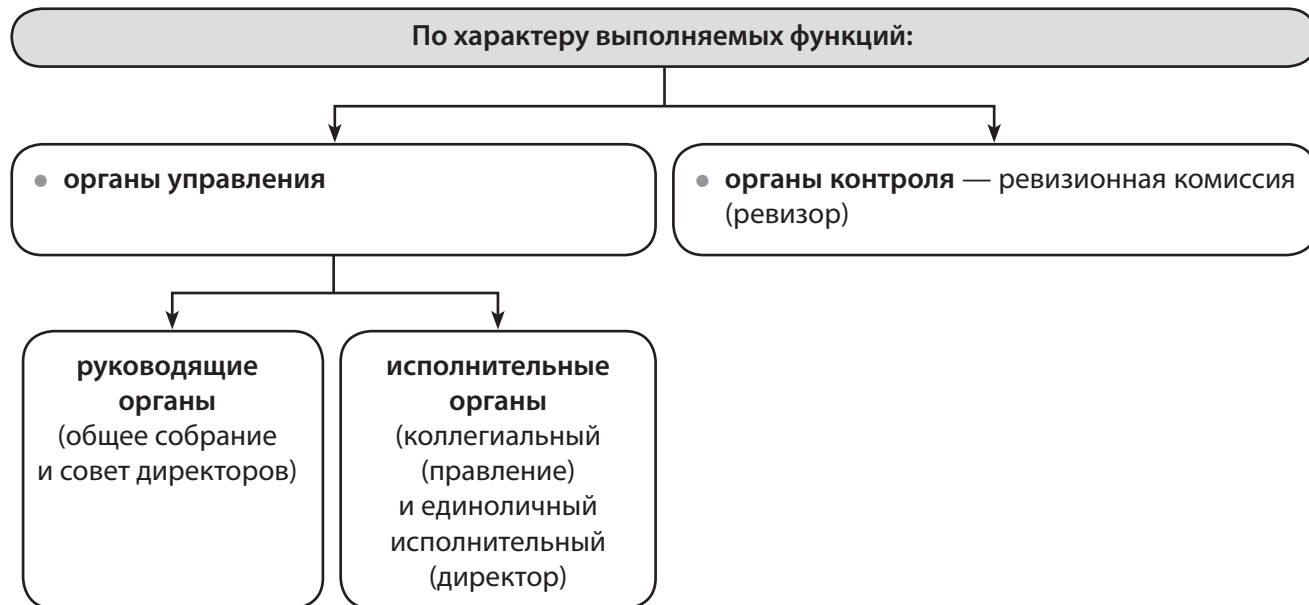 По характеру выполняемых функций:
• органы управления
• органы контроля — ревизионная комиссия
(ревизор)
руководящие
органы
(общее собрание
и совет директоров)
исполнительные
органы
(коллегиальный
(правление)
и единоличный
исполнительный
(директор)